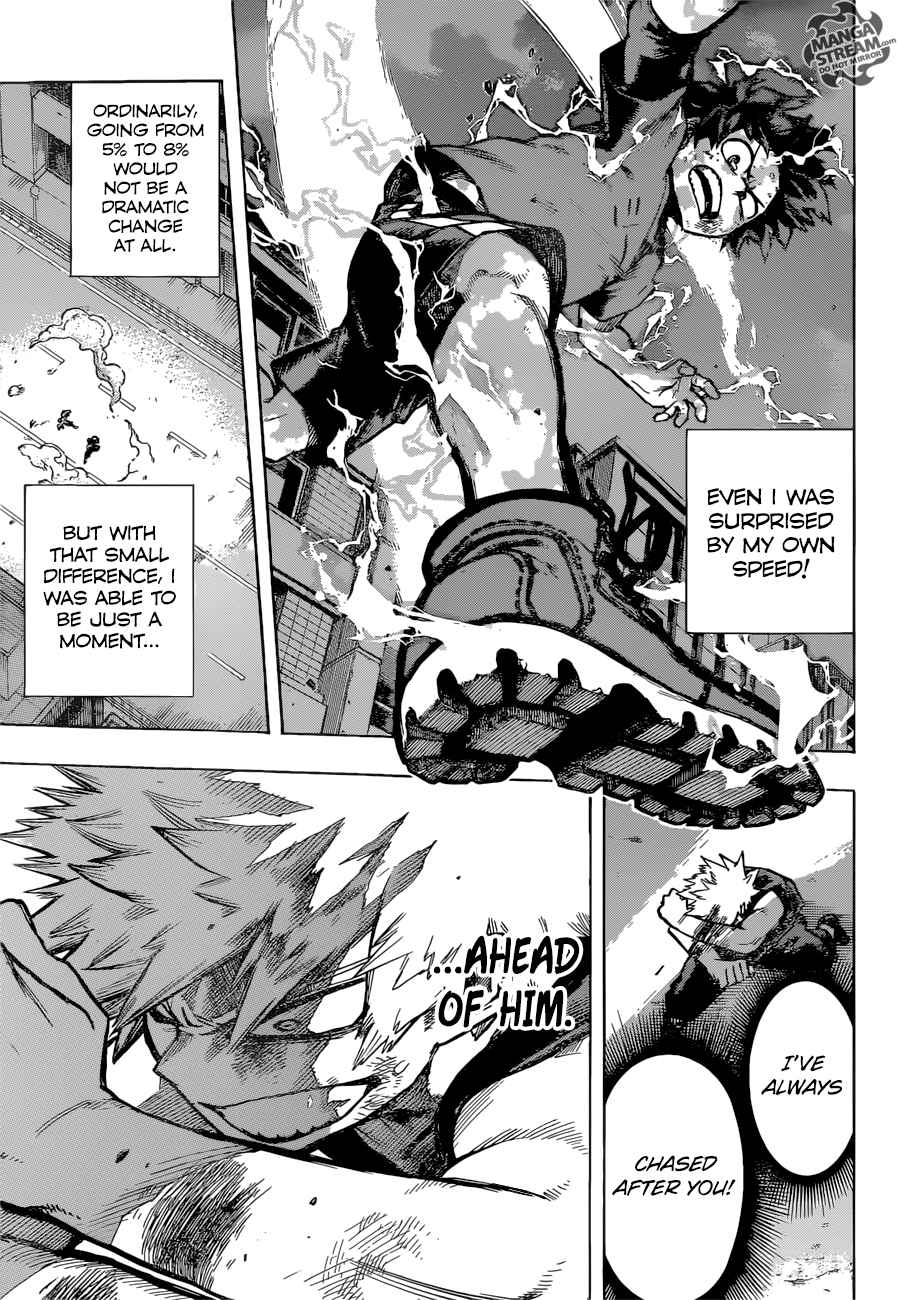 MANGA
STREAM.com
DO NOT MIRROR
EVEN I WAS
SURPRISED
BY MY OWN
SPEED!
ORDINARILY,
GOING FROM
5% TO 8%
WOULD
NOT BE A
DRAMATIC
CHANGE
AT ALL.
BUT WITH
THAT SMALL
DIFFERENCE, I
WAS ABLE TO
BE JUST A
MOMENT...
I'VE
ALWAYS
CHASED
AFTER YOU!
...AHEAD
OF HIM.